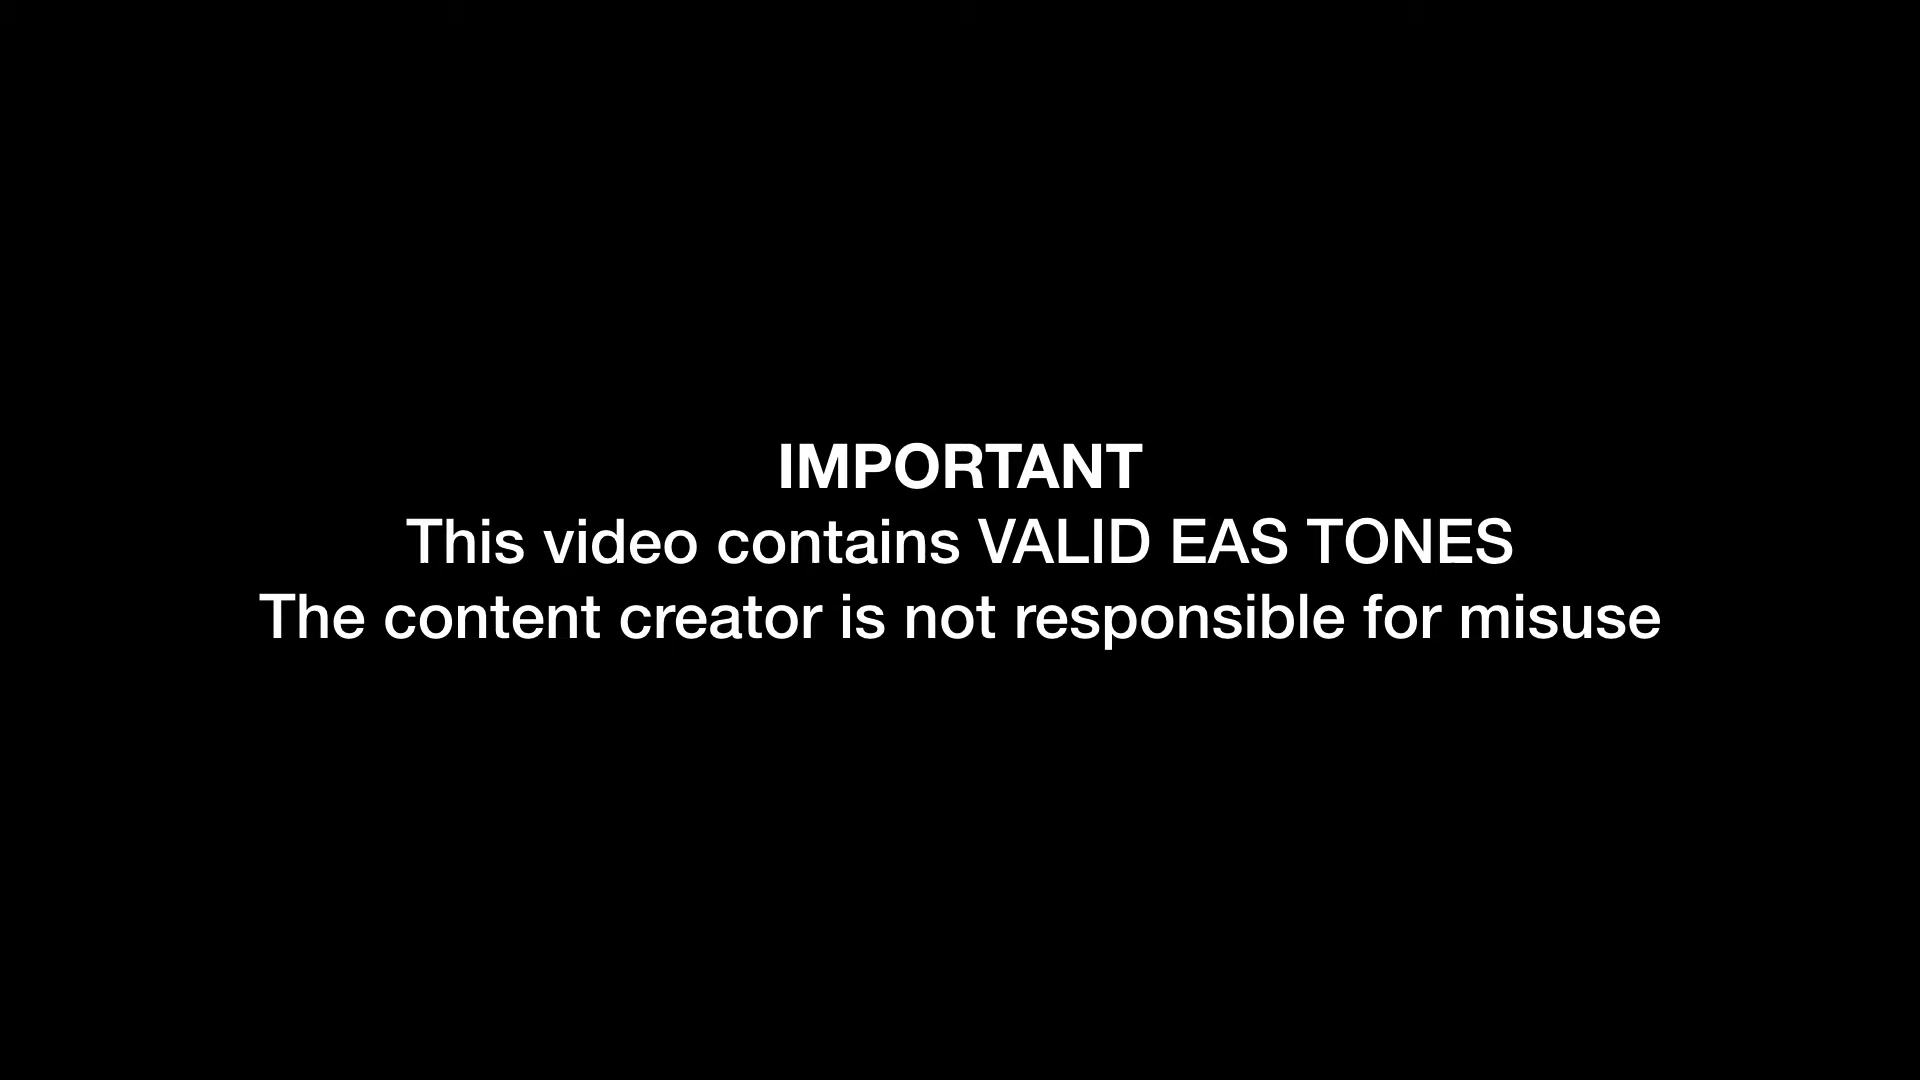 IMPORTANT
This video contains VALID EAS TONES
The content creator is not responsible for misuse